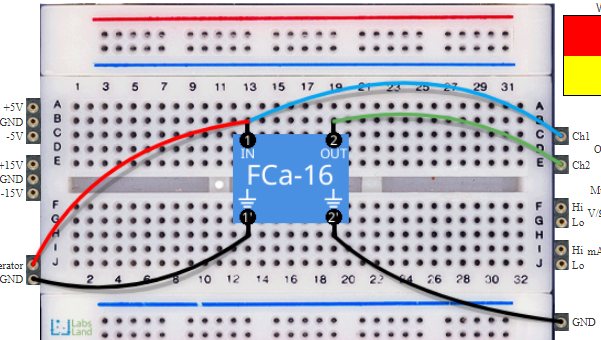 1 3 5 7 9 11 13 15 17 19 21 23 25 27 29 31
+5V
GND
-5V
+15V
GND
-15V
erator
GND
A
B
C
D
E
F
G
H
I
J
1 2
IN OUT
FCa-16
1' 2'
A
B
C
D
E
F
G
H
I
J
Ch1
Ch2
Hi
Lo
Hi mA
Lo
GND
2 4 6 8 10 12 14 16 18 20 22 24 26 28 30 32
Labs
Land